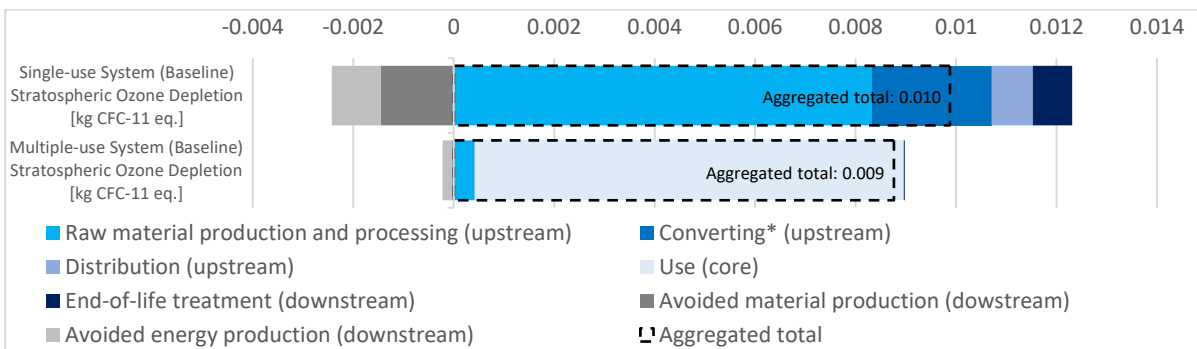 -0.004 -0.002 0 0.002 0.004 0.006 0.008 0.01 0.012 0.014
Single-use System (Baseline)
Stratospheric Ozone Depletion
[kg CFC-11 eq.]
Aggregated total: 0.010
Multiple-use System (Baseline)
Stratospheric Ozone Depletion
[kg CFC-11 eq.]
Aggregated total: 0.009
Raw material production and processing (upstream)
Converting* (upstream)
Distribution (upstream)
Use (core)
End-of-life treatment (downstream)
Avoided material production (dowstream)
Avoided energy production (downstream)
Aggregated total